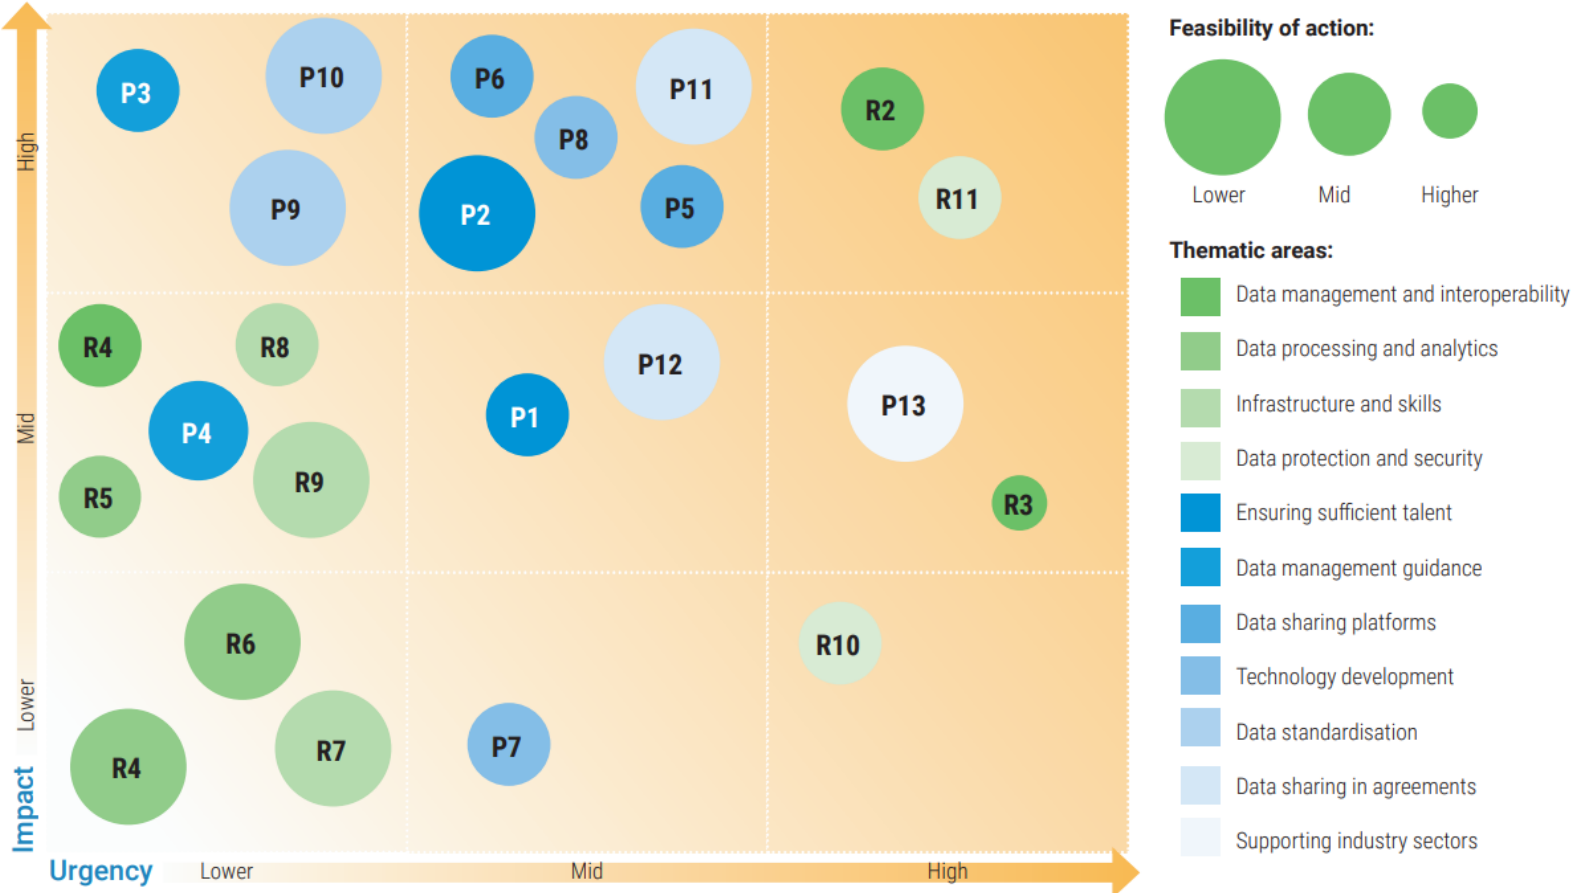 P3
P10
P6
P11
P8
R2
P9
P2
P5
R11
R4
R8
P12
P4
P1
P13
R5
R9
R3
R6
R10
R4
R7
P7
High
Mid
Lower
Impact
Urgency
Lower
Mid
High
Feasibility of action:
Lower
Mid
Higher
Thematic areas:
Data management and interoperability
Data processing and analytics
Infrastructure and skills
Data protection and security
Ensuring sufficient talent
Data management guidance
Data sharing platforms
Technology development
Data standardisation
Data sharing in agreements
Supporting industry sectors